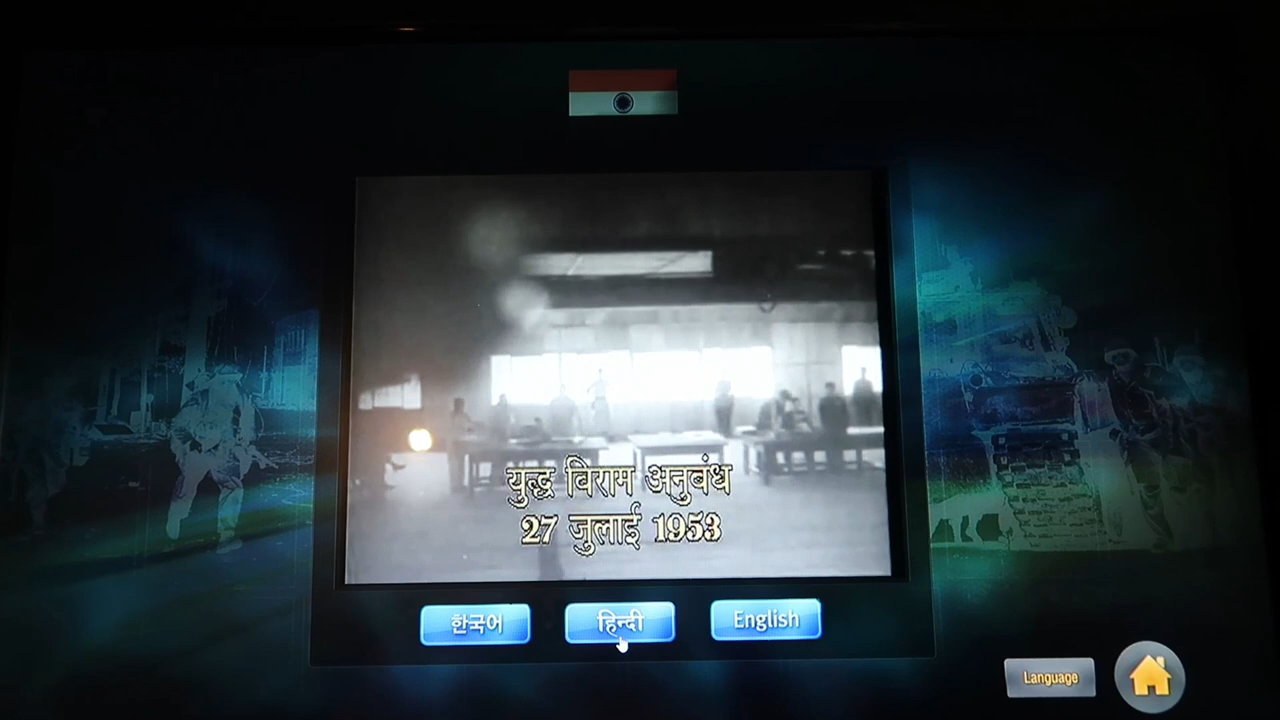 युद्ध विराम अनुबंध
27 जुलाई 1953
한국어
हिन्दी
English
Language